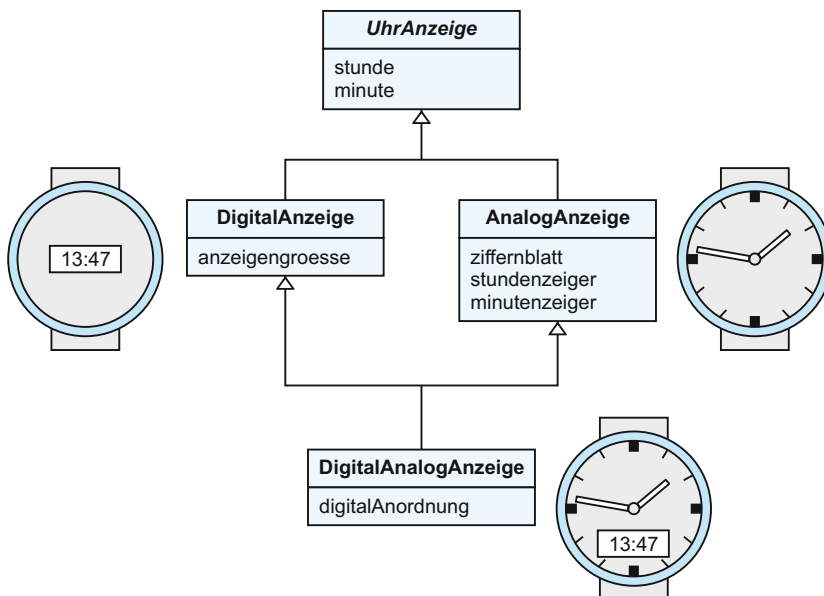 UhrAnzeige
stunde
minute
DigitalAnzeige
anzeigengroesse
AnalogAnzeige
ziffernblatt
stundenzeiger
minutenzeiger
13:47
DigitalAnalogAnzeige
digitalAnordnung
13:47